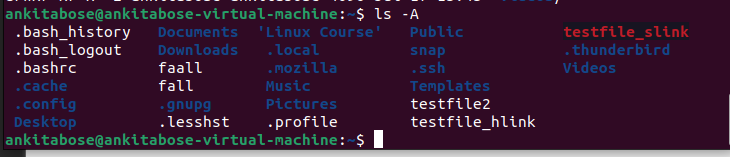 ankitabose@ankitabose-virtual-machine:~$ ls -A
.bash_history Documents 'Linux Course' Public testfile_slink
.bash_logout Downloads .local snap .thunderbird
.bashrc faall .mozilla .ssh Videos
.cache fall Music Templates
.config .gnupg Pictures testfile2
Desktop .lesshst .profile testfile_hlink
ankitabose@ankitabose-virtual-machine:~$